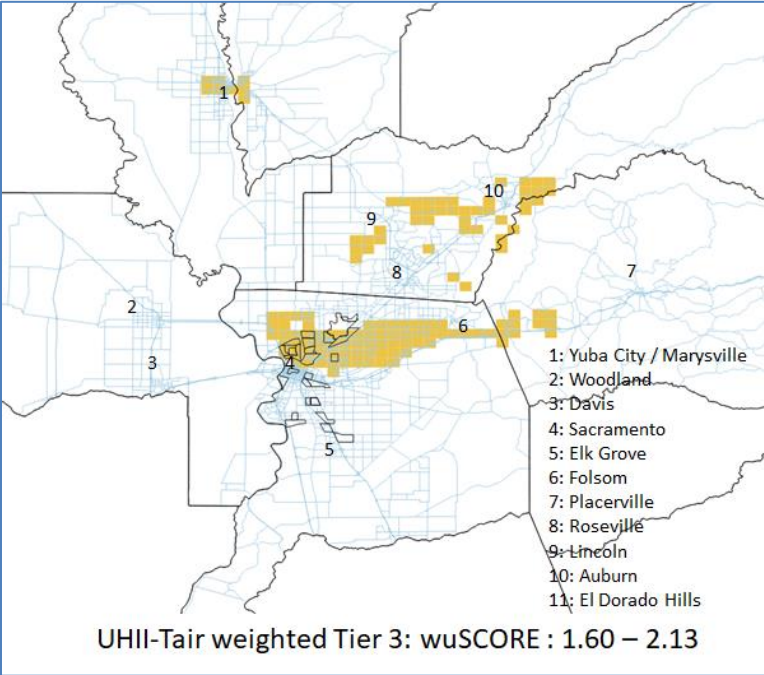 1
10
9
8
7
2
6
3
4
5
1: Yuba City / Marysville
2: Woodland
3: Davis
4: Sacramento
5: Elk Grove
6: Folsom
7: Placerville
8: Roseville
9: Lincoln
10: Auburn
11: El Dorado Hills
UHII-Tair weighted Tier 3: wuSCORE : 1.60 – 2.13